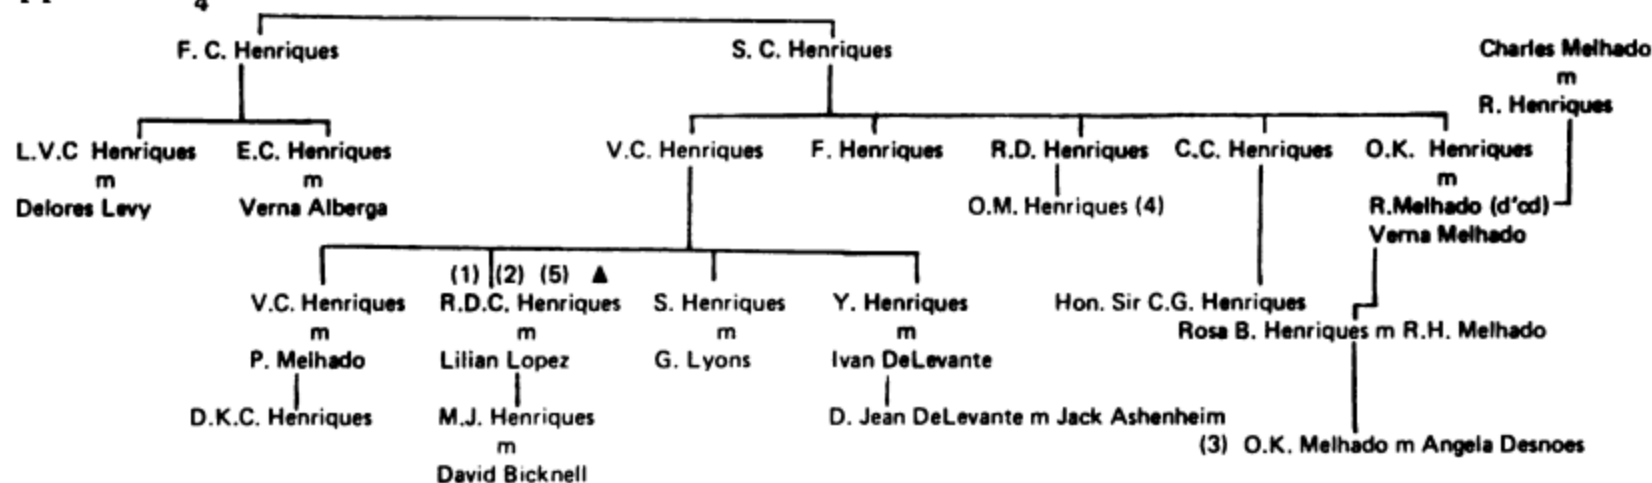 4
F. C. Henriques S. C. Henriques Charles Melhado
m
R. Henriques
L.V.C Henriques E.C. Henriques V.C. Henriques F. Henriques R.D. Henriques C.C. Henriques O.K. Henriques
m m m
Delores Levy Verna Alberga O.M. Henriques (4) R.Melhado (d'cd)
Verna Melhado
(1) (2) (5) ▲
V.C. Henriques R.D.C. Henriques S. Henriques Y. Henriques Hon. Sir C.G. Henriques
m m m m Rosa B. Henriques m R.H. Melhado
P. Melhado Lilian Lopez G. Lyons Ivan DeLevante
D.K.C. Henriques M.J. Henriques D. Jean DeLevante m Jack Ashenheim
m (3) O.K. Melhado m Angela Desnoes
David Bicknell